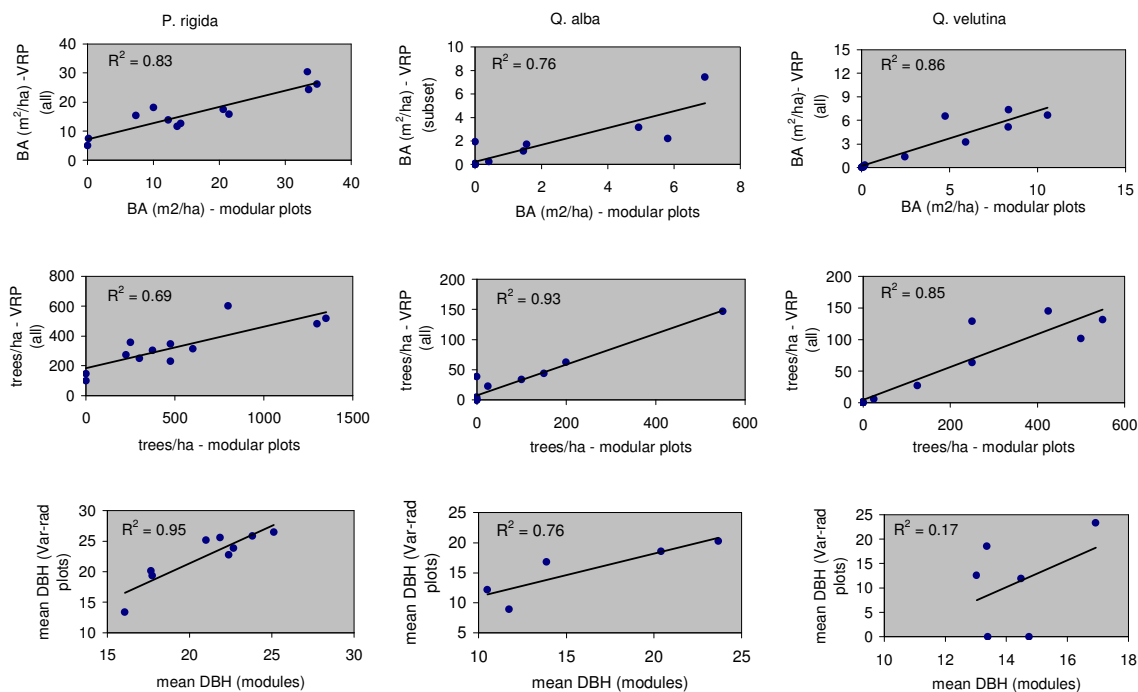 P. rigida
Q. alba
Q. velutina
BA (m²/ha) -VRP
(all)
40
30
20
10
0
R² = 0.83
0 10 20 30 40
BA (m2/ha) - modular plots
BA (m²/ha) - VRP
(subset)
10
8
6
4
2
0
R² = 0.76
0 2 4 6 8
BA (m2/ha) - modular plots
BA (m²/ha)- VRP
(all)
15
12
9
6
3
0
R² = 0.86
0 5 10 15
BA (m2/ha) - modular plots
trees/ha - VRP
(all)
800
600
400
200
0
R² = 0.69
0 500 1000 1500
trees/ha - modular plots
trees/ha - VRP
(all)
200
150
100
50
0
R² = 0.93
0 200 400 600
trees/ha - modular plots
trees/ha - VRP
(all)
200
150
100
50
0
R² = 0.85
0 200 400 600
trees/ha - modular plots
mean DBH (Var-rad
plots)
30
25
20
15
10
R² = 0.95
15 20 25 30
mean DBH (modules)
mean DBH (Var-rad
plots)
25
20
15
10
5
R² = 0.76
10 15 20 25
mean DBH (modules)
mean DBH (Var-rad
plots)
25
20
15
10
5
0
R² = 0.17
10 12 14 16 18
mean DBH (modules)